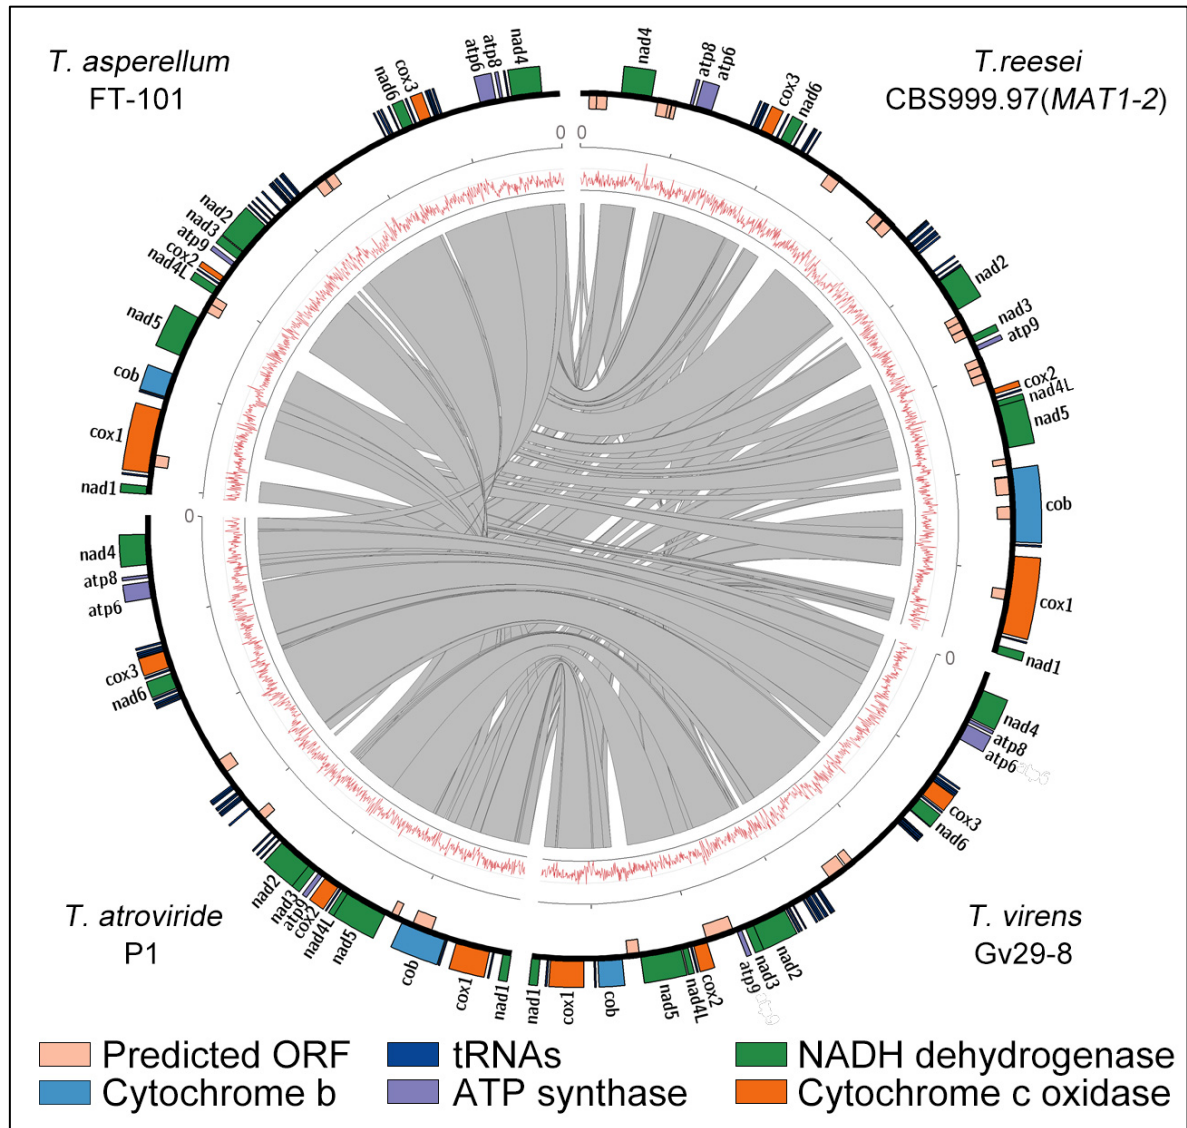 T. asperellum
FT-101
T.reesei
CBS999.97(MAT1-2)
nad4
atp8
atp6
cox3
nad6
nad2
nad3
atp9
cox2
nad4L
nad5
cob
cox1
nad1
0
0
nad4
atp8
atp6
cox3
nad6
nad2
nad3
atp9
cox2
nad4L
nad5
cob
cox1
nad1
0
nad4
atp8
atp6
cox3
nad6
nad2
nad3
atp9
cox2
nad4L
nad5
cob
cox1
nad1
0
nad4
atp8
atp6
cox3
nad6
nad2
nad3
atp9
cox2
nad4L
nad5
cob
cox1
nad1
T. atroviride
P1
T. virens
Gv29-8
Predicted ORF
tRNAs
NADH dehydrogenase
Cytochrome b
ATP synthase
Cytochrome c oxidase